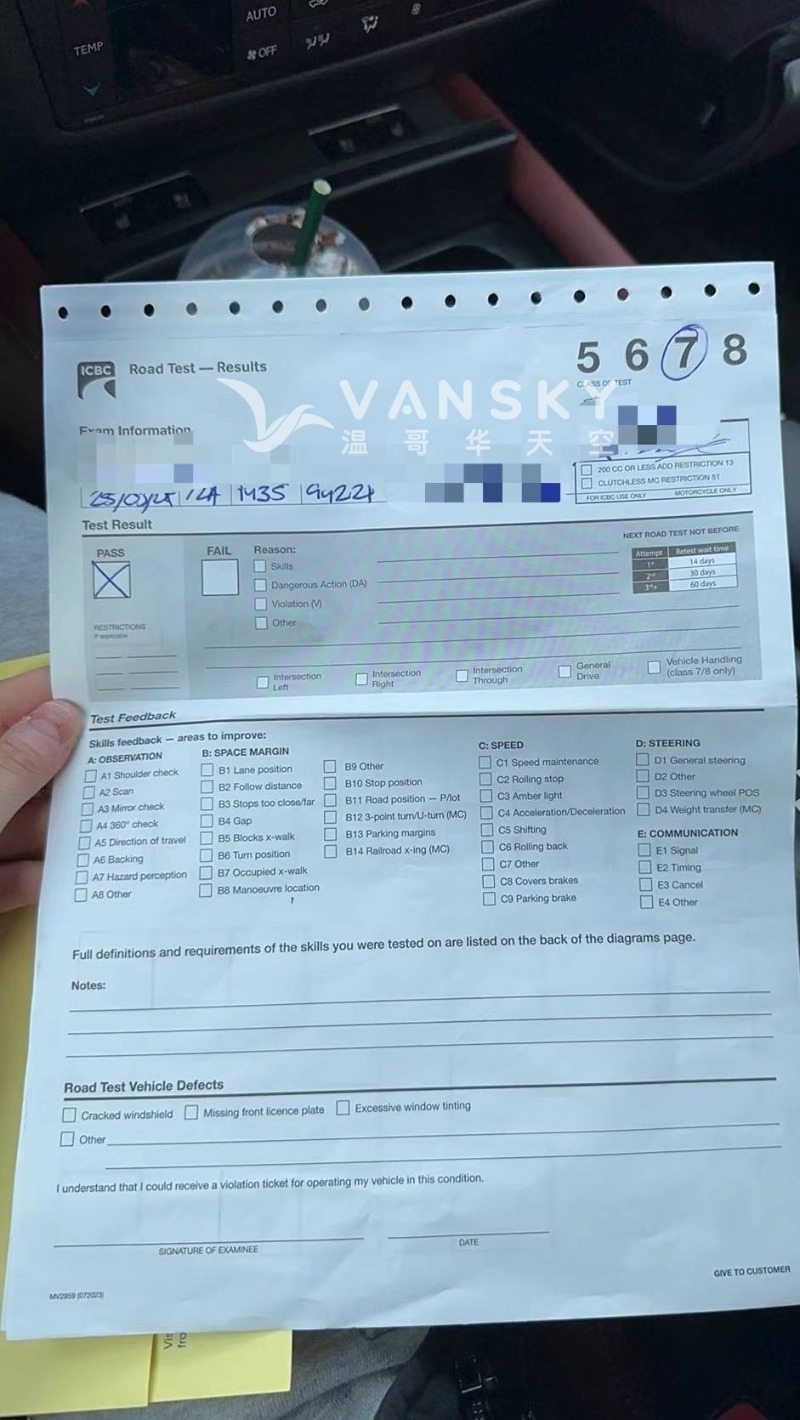 AUTO
TEMP
OFF
ICBC Road Test — Results
5 6 7 8
CLASS OF TEST
VANSKY
温哥华天空
Exam Information
200 CC OR LESS ADD RESTRICTION 13
CLUTCHLESS MC RESTRICTION 51
FOR ICBC USE ONLY MOTORCYCLE ONLY
1435
Test Result
PASS
FAIL
Reason:
Skills
Dangerous Action (DA)
Violation (V)
Other
NEXT ROAD TEST NOT BEFORE
Attempt Retest wait time
1st 14 days
2nd 30 days
3rd+ 60 days
RESTRICTIONS
If applicable
Intersection Left
Intersection Right
Intersection Through
General Drive
Vehicle Handling (class 7/8 only)
Test Feedback
Skills feedback — areas to improve:
A: OBSERVATION
A1 Shoulder check
A2 Scan
A3 Mirror check
A4 360° check
A5 Direction of travel
A6 Backing
A7 Hazard perception
A8 Other
B: SPACE MARGIN
B1 Lane position
B2 Follow distance
B3 Stops too close/far
B4 Gap
B5 Blocks x-walk
B6 Turn position
B7 Occupied x-walk
B8 Manoeuvre location
B9 Other
B10 Stop position
B11 Road position — P/lot
B12 3-point turn/U-turn (MC)
B13 Parking margins
B14 Railroad x-ing (MC)
C: SPEED
C1 Speed maintenance
C2 Rolling stop
C3 Amber light
C4 Acceleration/Deceleration
C5 Shifting
C6 Rolling back
C7 Other
C8 Covers brakes
C9 Parking brake
D: STEERING
D1 General steering
D2 Other
D3 Steering wheel POS
D4 Weight transfer (MC)
E: COMMUNICATION
E1 Signal
E2 Timing
E3 Cancel
E4 Other
Full definitions and requirements of the skills you were tested on are listed on the back of the diagrams page.
Notes:
Road Test Vehicle Defects
Cracked windshield Missing front licence plate Excessive window tinting
Other
I understand that I could receive a violation ticket for operating my vehicle in this condition.
SIGNATURE OF EXAMINEE
DATE
GIVE TO CUSTOMER
MV2959 (072023)